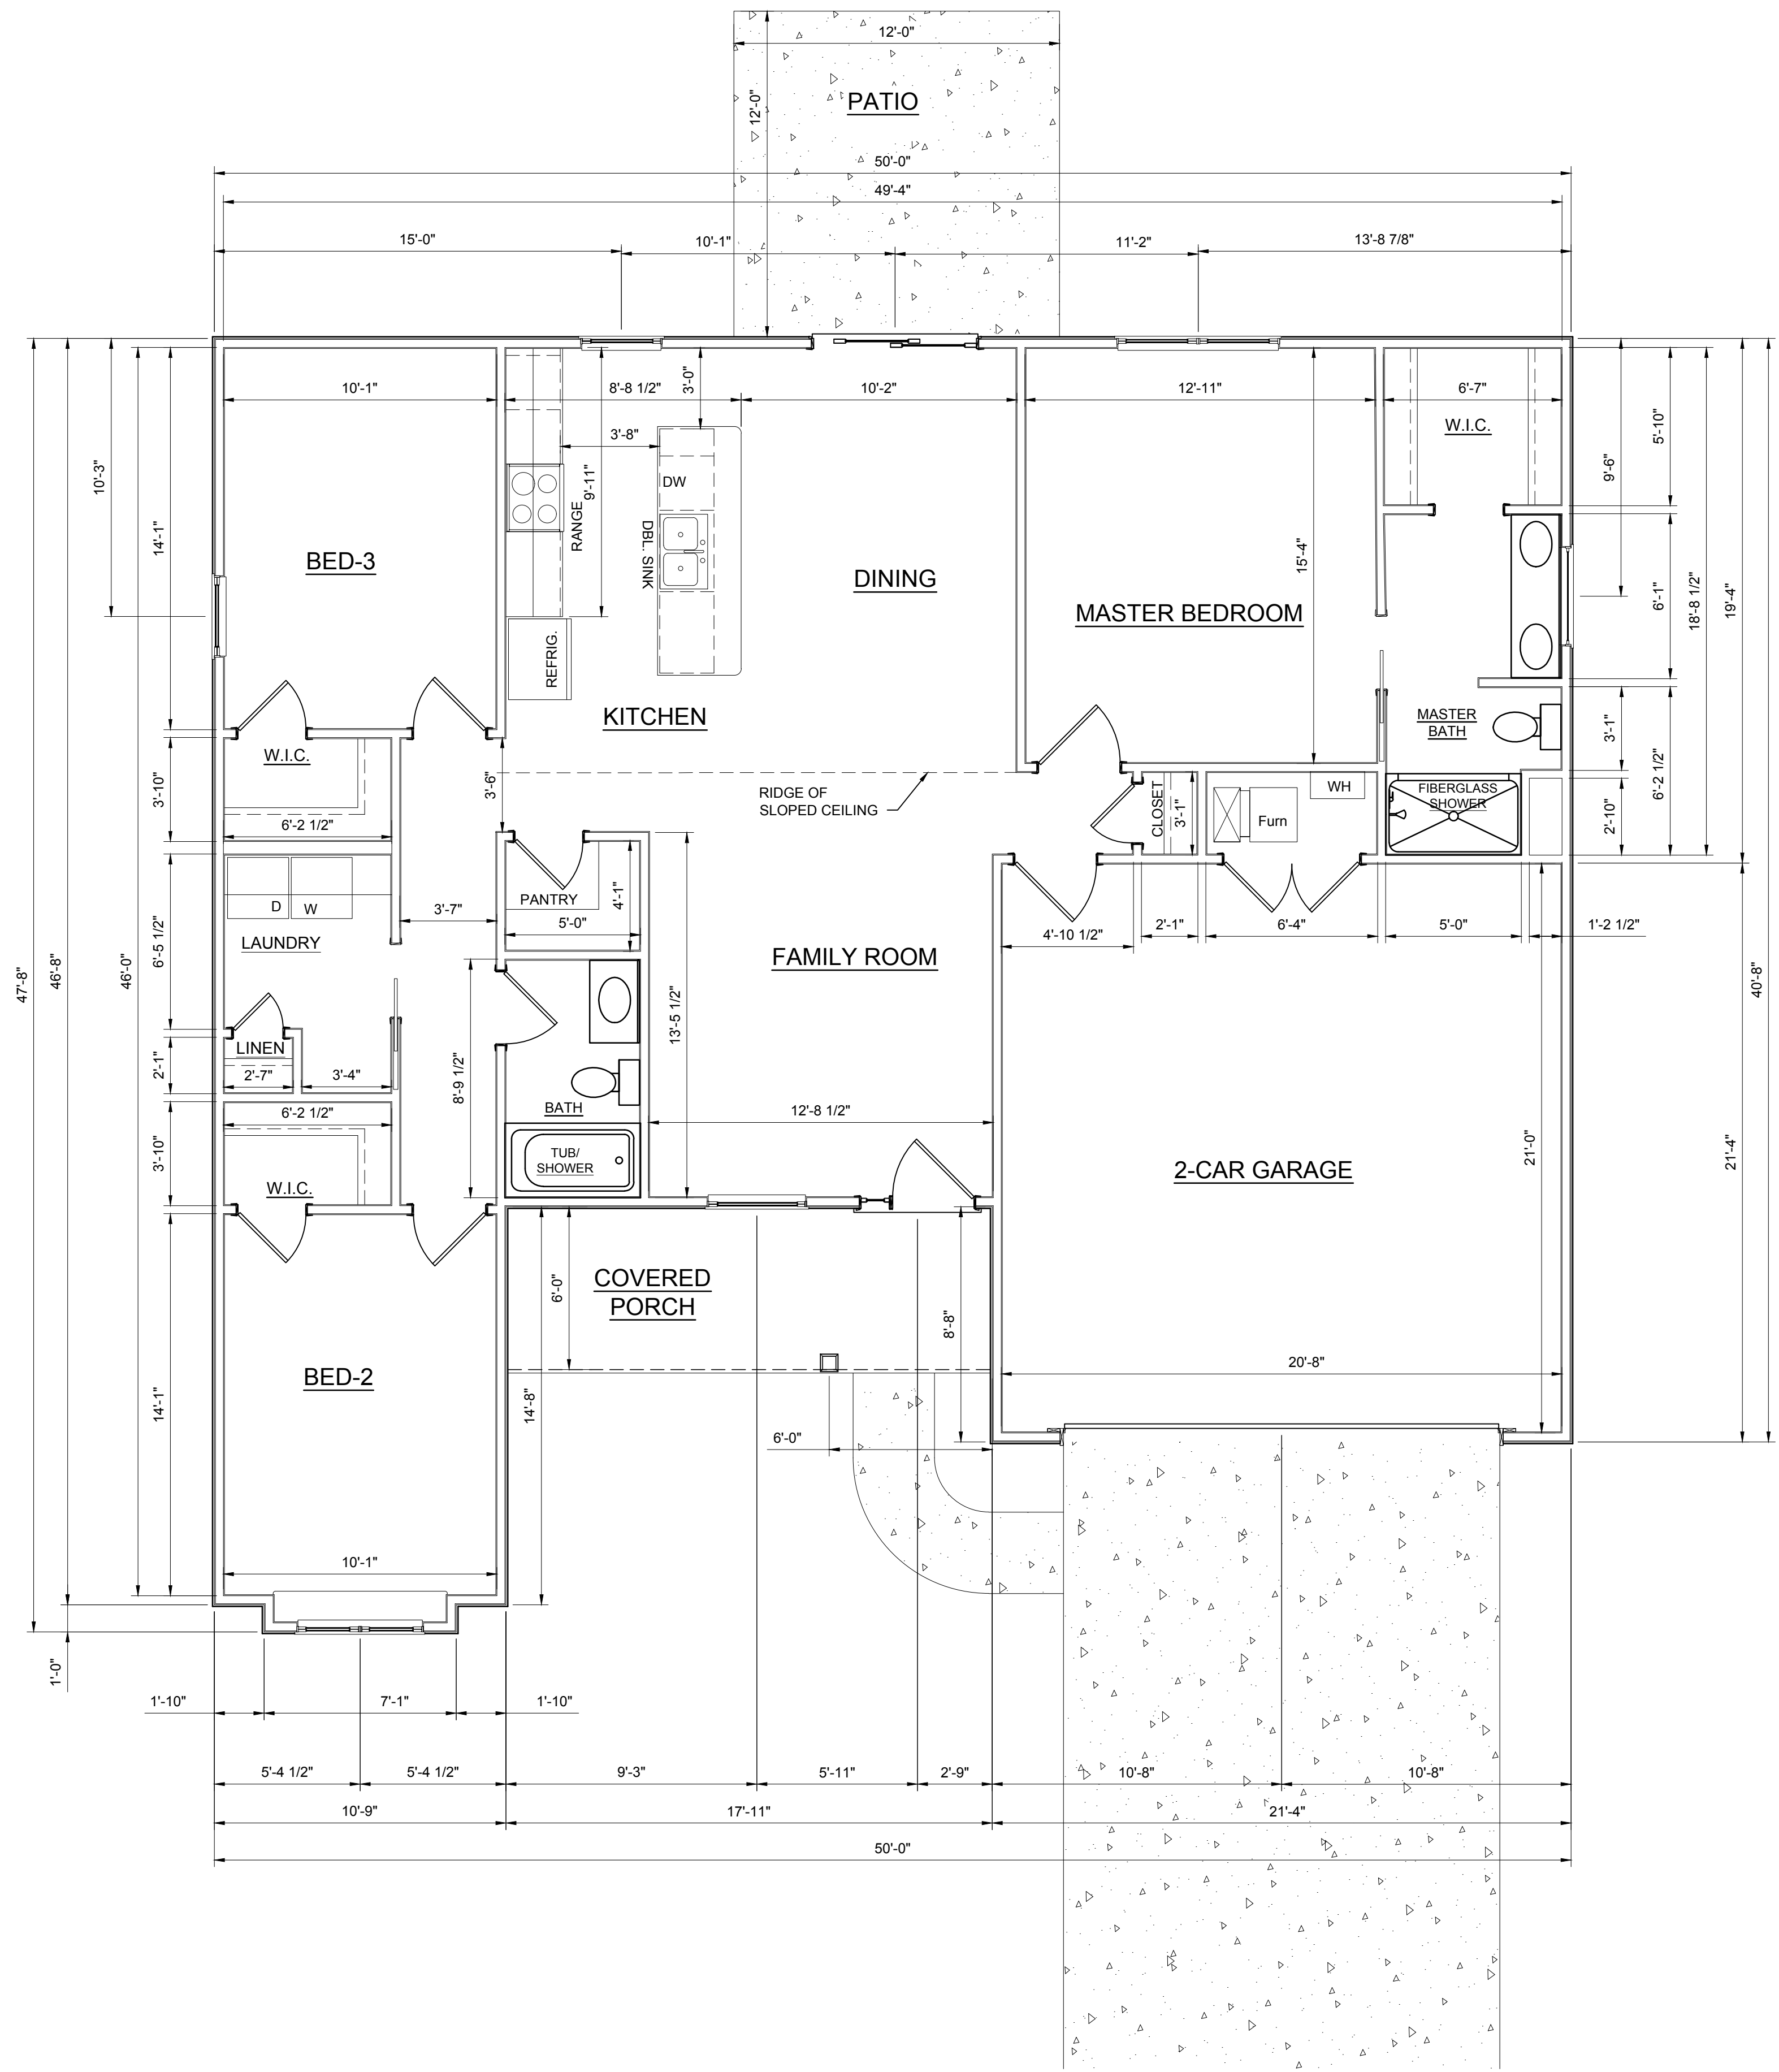 12'-0"
12'-0"
PATIO
50'-0"
49'-4"
15'-0"
10'-1"
11'-2"
13'-8 7/8"
10'-1"
8'-8 1/2"
3'-0"
10'-2"
12'-11"
6'-7"
W.I.C.
5'-10"
9'-6"
3'-8"
10'-3"
9'-11"
DW
RANGE
DBL. SINK
14'-1"
BED-3
DINING
15'-4"
MASTER BEDROOM
6'-1"
18'-8 1/2"
19'-4"
REFRIG.
KITCHEN
MASTER
BATH
3'-1"
6'-2 1/2"
W.I.C.
3'-10"
3'-6"
RIDGE OF
SLOPED CEILING
CLOSET
3'-1"
WH
Furn
FIBERGLASS
SHOWER
2'-10"
6'-2 1/2"
D
W
LAUNDRY
6'-5 1/2"
3'-7"
PANTRY
4'-1"
5'-0"
4'-10 1/2"
2'-1"
6'-4"
5'-0"
1'-2 1/2"
FAMILY ROOM
47'-8"
46'-8"
46'-0"
40'-8"
13'-5 1/2"
LINEN
2'-1"
2'-7"
3'-4"
8'-9 1/2"
6'-2 1/2"
BATH
12'-8 1/2"
3'-10"
W.I.C.
TUB/
SHOWER
2-CAR GARAGE
21'-0"
21'-4"
COVERED
PORCH
6'-0"
8'-8"
BED-2
14'-1"
14'-8"
20'-8"
6'-0"
10'-1"
1'-0"
1'-10"
7'-1"
1'-10"
5'-4 1/2"
5'-4 1/2"
9'-3"
5'-11"
2'-9"
10'-8"
10'-8"
10'-9"
17'-11"
21'-4"
50'-0"